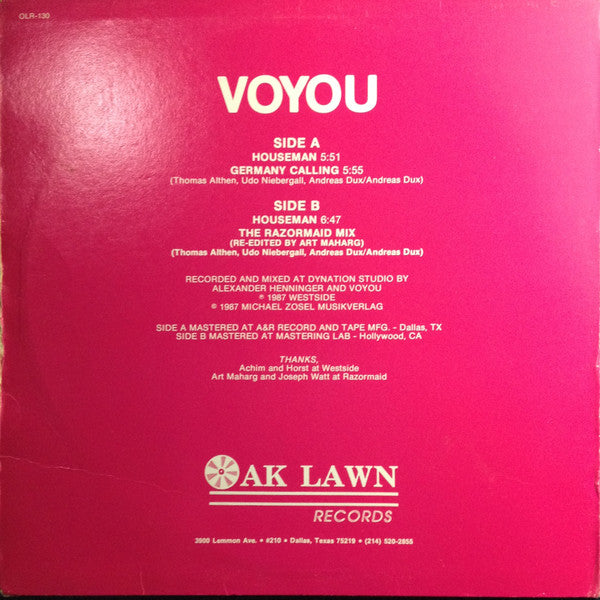 OLR-130
VOYOU
SIDE A
HOUSEMAN 5:51
GERMANY CALLING 5:55
(Thomas Althen, Udo Niebergall, Andreas Dux/Andreas Dux)
SIDE B
HOUSEMAN 6:47
THE RAZORMAID MIX
(RE-EDITED BY ART MAHARG)
(Thomas Althen, Udo Niebergall, Andreas Dux/Andreas Dux)
RECORDED AND MIXED AT DYNATION STUDIO BY
ALEXANDER HENNINGER AND VOYOU
℗ 1987 WESTSIDE
© 1987 MICHAEL ZOSEL MUSIKVERLAG
SIDE A MASTERED AT A&R RECORD AND TAPE MFG. - Dallas, TX
SIDE B MASTERED AT MASTERING LAB - Hollywood, CA
THANKS,
Achim and Horst at Westside
Art Maharg and Joseph Watt at Razormaid
OAK LAWN
RECORDS
3900 Lemmon Ave. • #210 • Dallas, Texas 75219 • (214) 520-2855